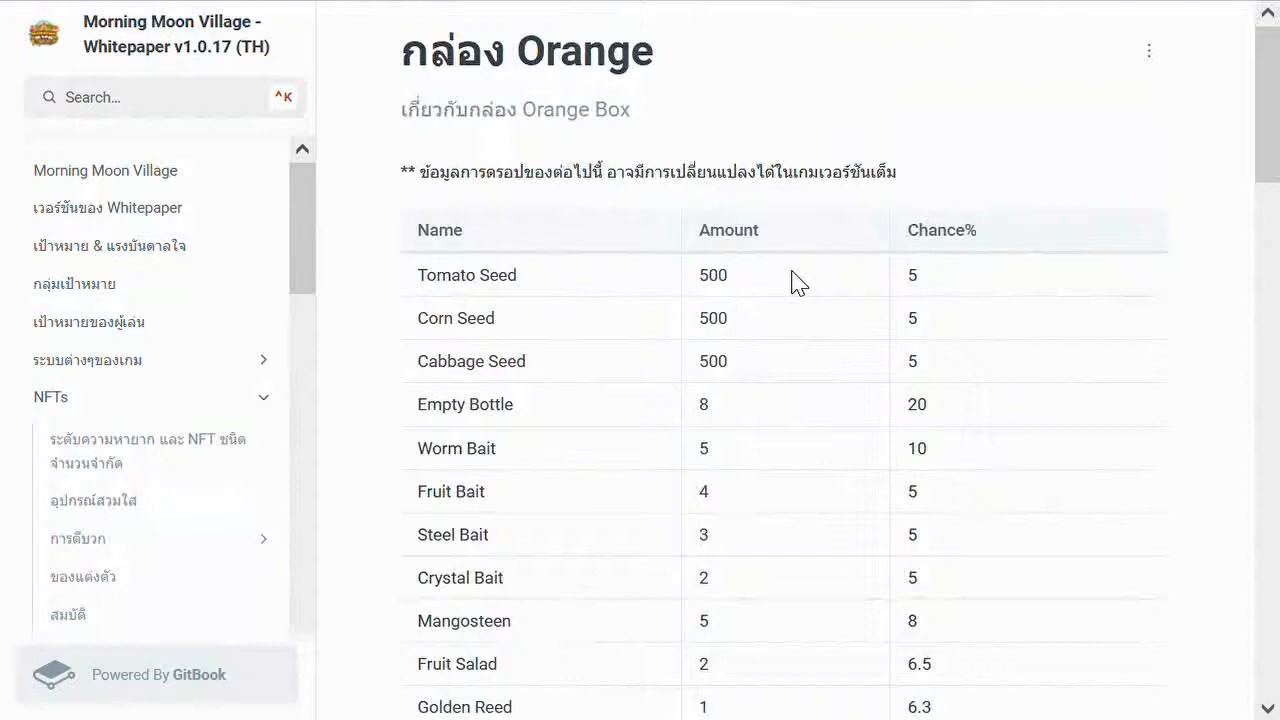 Morning Moon Village -
Whitepaper v1.0.17 (TH)
Search...
^K
Morning Moon Village
เวอร์ชันของ Whitepaper
เป้าหมาย & แรงบันดาลใจ
กลุ่มเป้าหมาย
เป้าหมายของผู้เล่น
ระบบต่างๆของเกม
NFTs
ระดับความหายาก และ NFT ชนิด
จำนวนจำกัด
อุปกรณ์สวมใส่
การตีบวก
ของแต่งตัว
สมบัติ
Powered By GitBook
กล่อง Orange
เกี่ยวกับกล่อง Orange Box
** ข้อมูลการดรอปของต่อไปนี้ อาจมีการเปลี่ยนแปลงได้ในเกมเวอร์ชันเต็ม
Name Amount Chance%
Tomato Seed 500 5
Corn Seed 500 5
Cabbage Seed 500 5
Empty Bottle 8 20
Worm Bait 5 10
Fruit Bait 4 5
Steel Bait 3 5
Crystal Bait 2 5
Mangosteen 5 8
Fruit Salad 2 6.5
Golden Reed 1 6.3